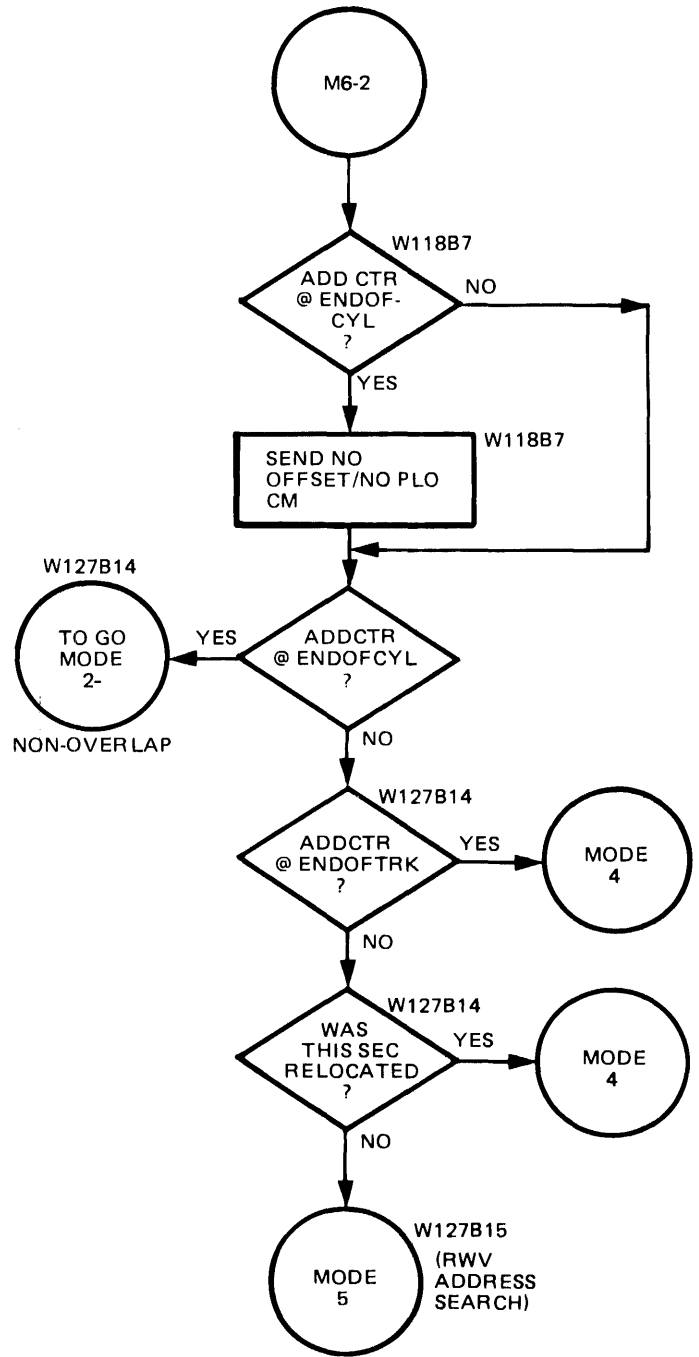 M6-2
W118B7
ADD CTR
@ ENDOF-
CYL
?
NO
YES
W118B7
SEND NO
OFFSET/NO PLO
CM
W127B14
TO GO
MODE
2-
NON-OVERLAP
YES
ADDCTR
@ ENDOFCYL
?
NO
W127B14
ADDCTR
@ ENDOFTRK
?
YES
MODE
4
NO
W127B14
WAS
THIS SEC
RELOCATED
?
YES
MODE
4
NO
MODE
5
W127B15
(RWV
ADDRESS
SEARCH)